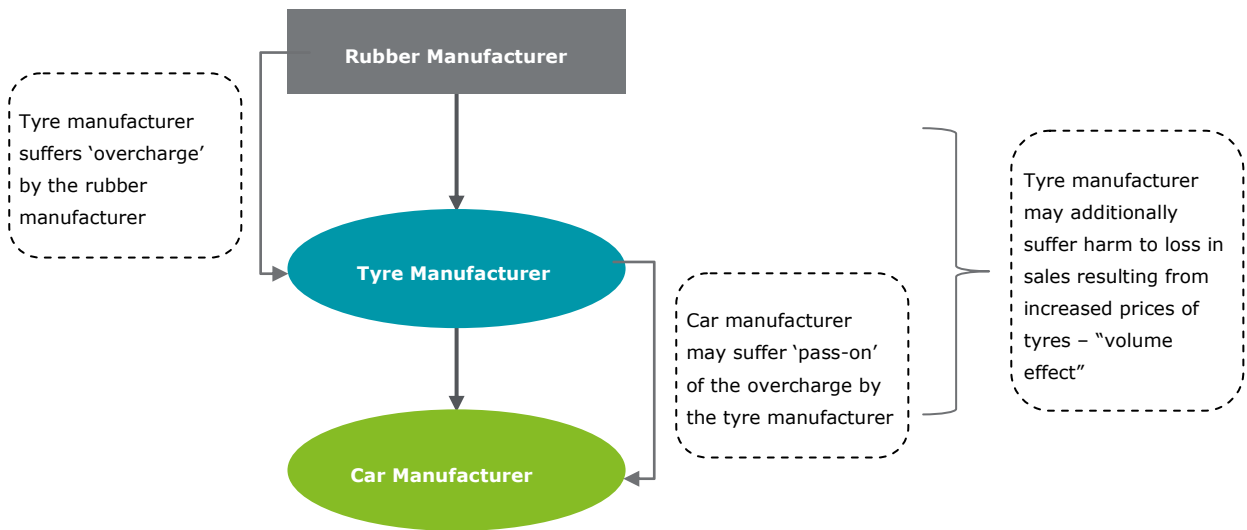 Rubber Manufacturer
Tyre manufacturer
suffers ‘overcharge’
by the rubber
manufacturer
Tyre Manufacturer
Car manufacturer
may suffer ‘pass-on’
of the overcharge by
the tyre manufacturer
Tyre manufacturer
may additionally
suffer harm to loss in
sales resulting from
increased prices of
tyres – “volume
effect”
Car Manufacturer